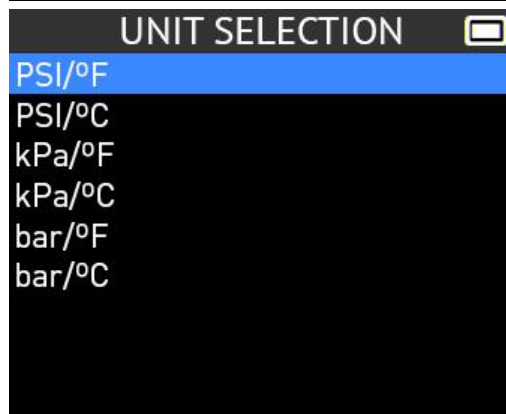 UNIT SELECTION
PSI/ºF
PSI/ºC
kPa/ºF
kPa/ºC
bar/ºF
bar/ºC